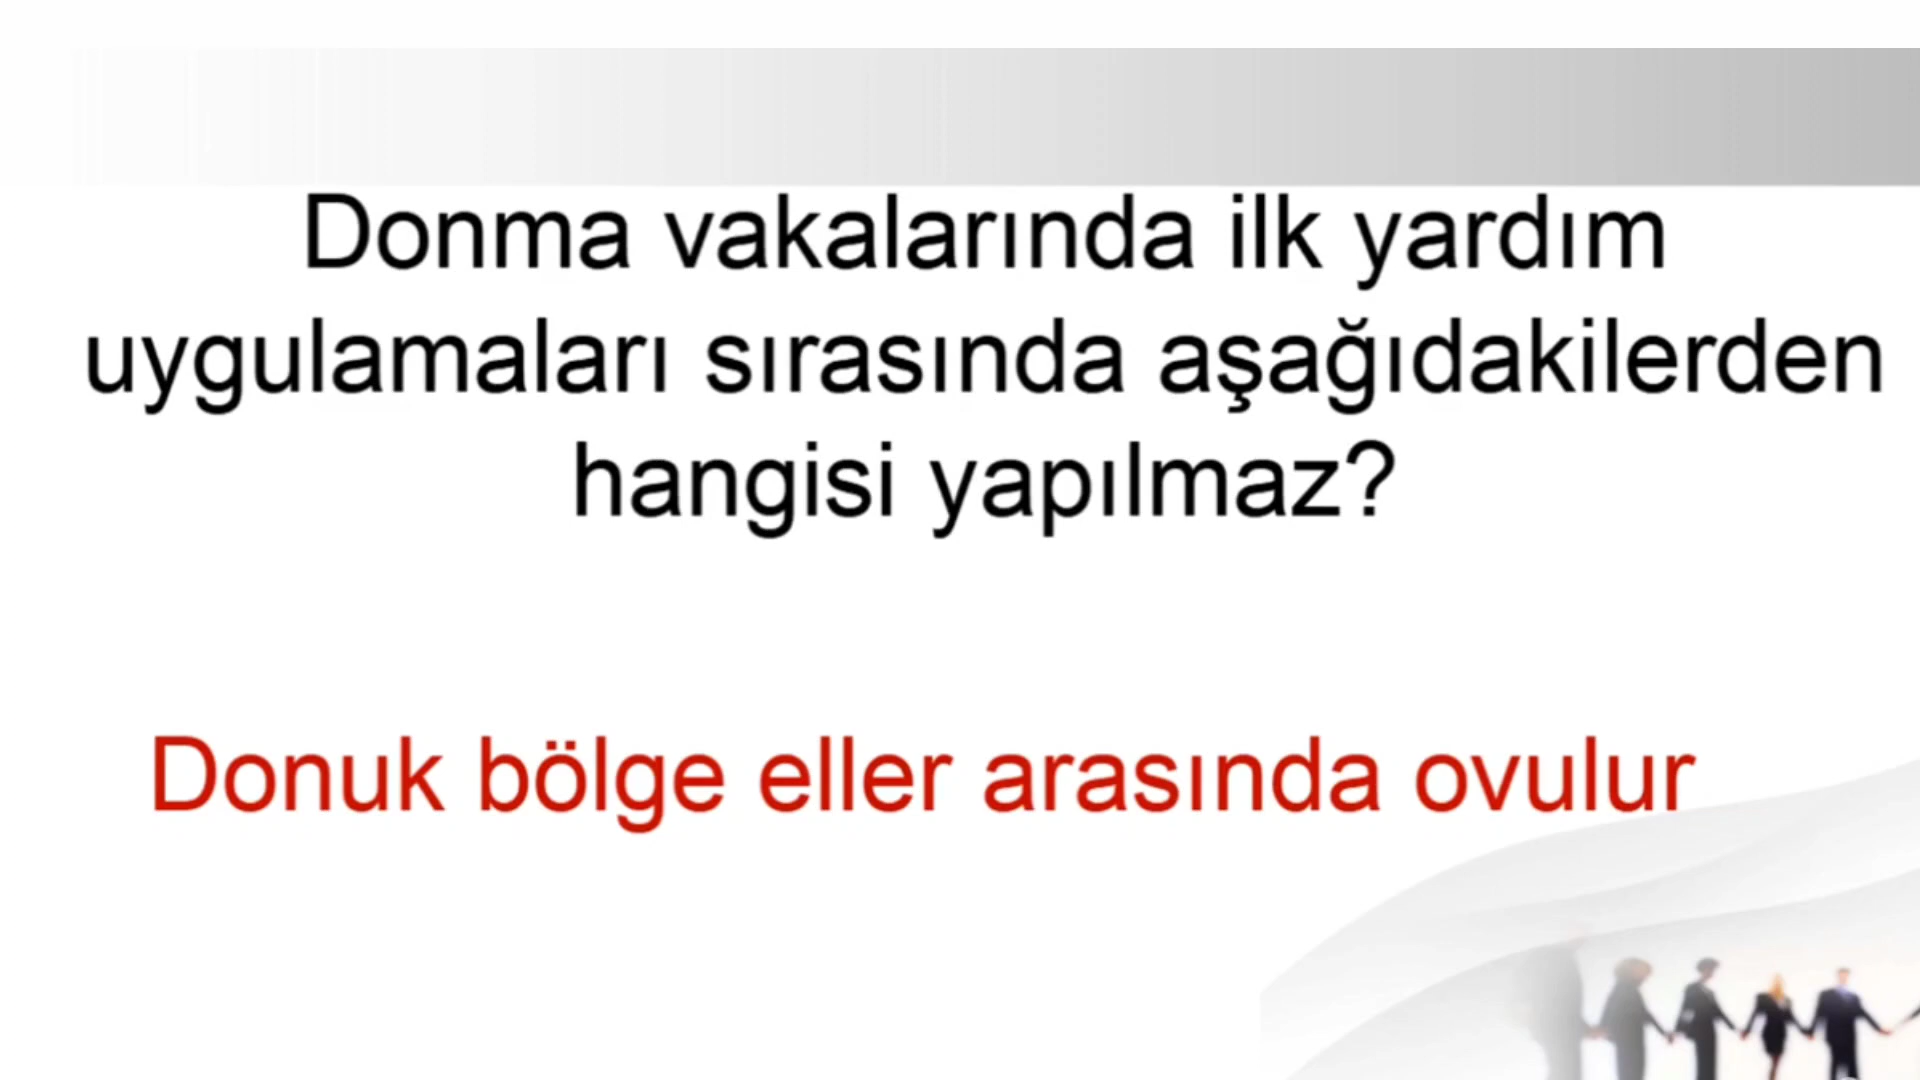 Donma vakalarında ilk yardım
uygulamaları sırasında aşağıdakilerden
hangisi yapılmaz?
Donuk bölge eller arasında ovulur